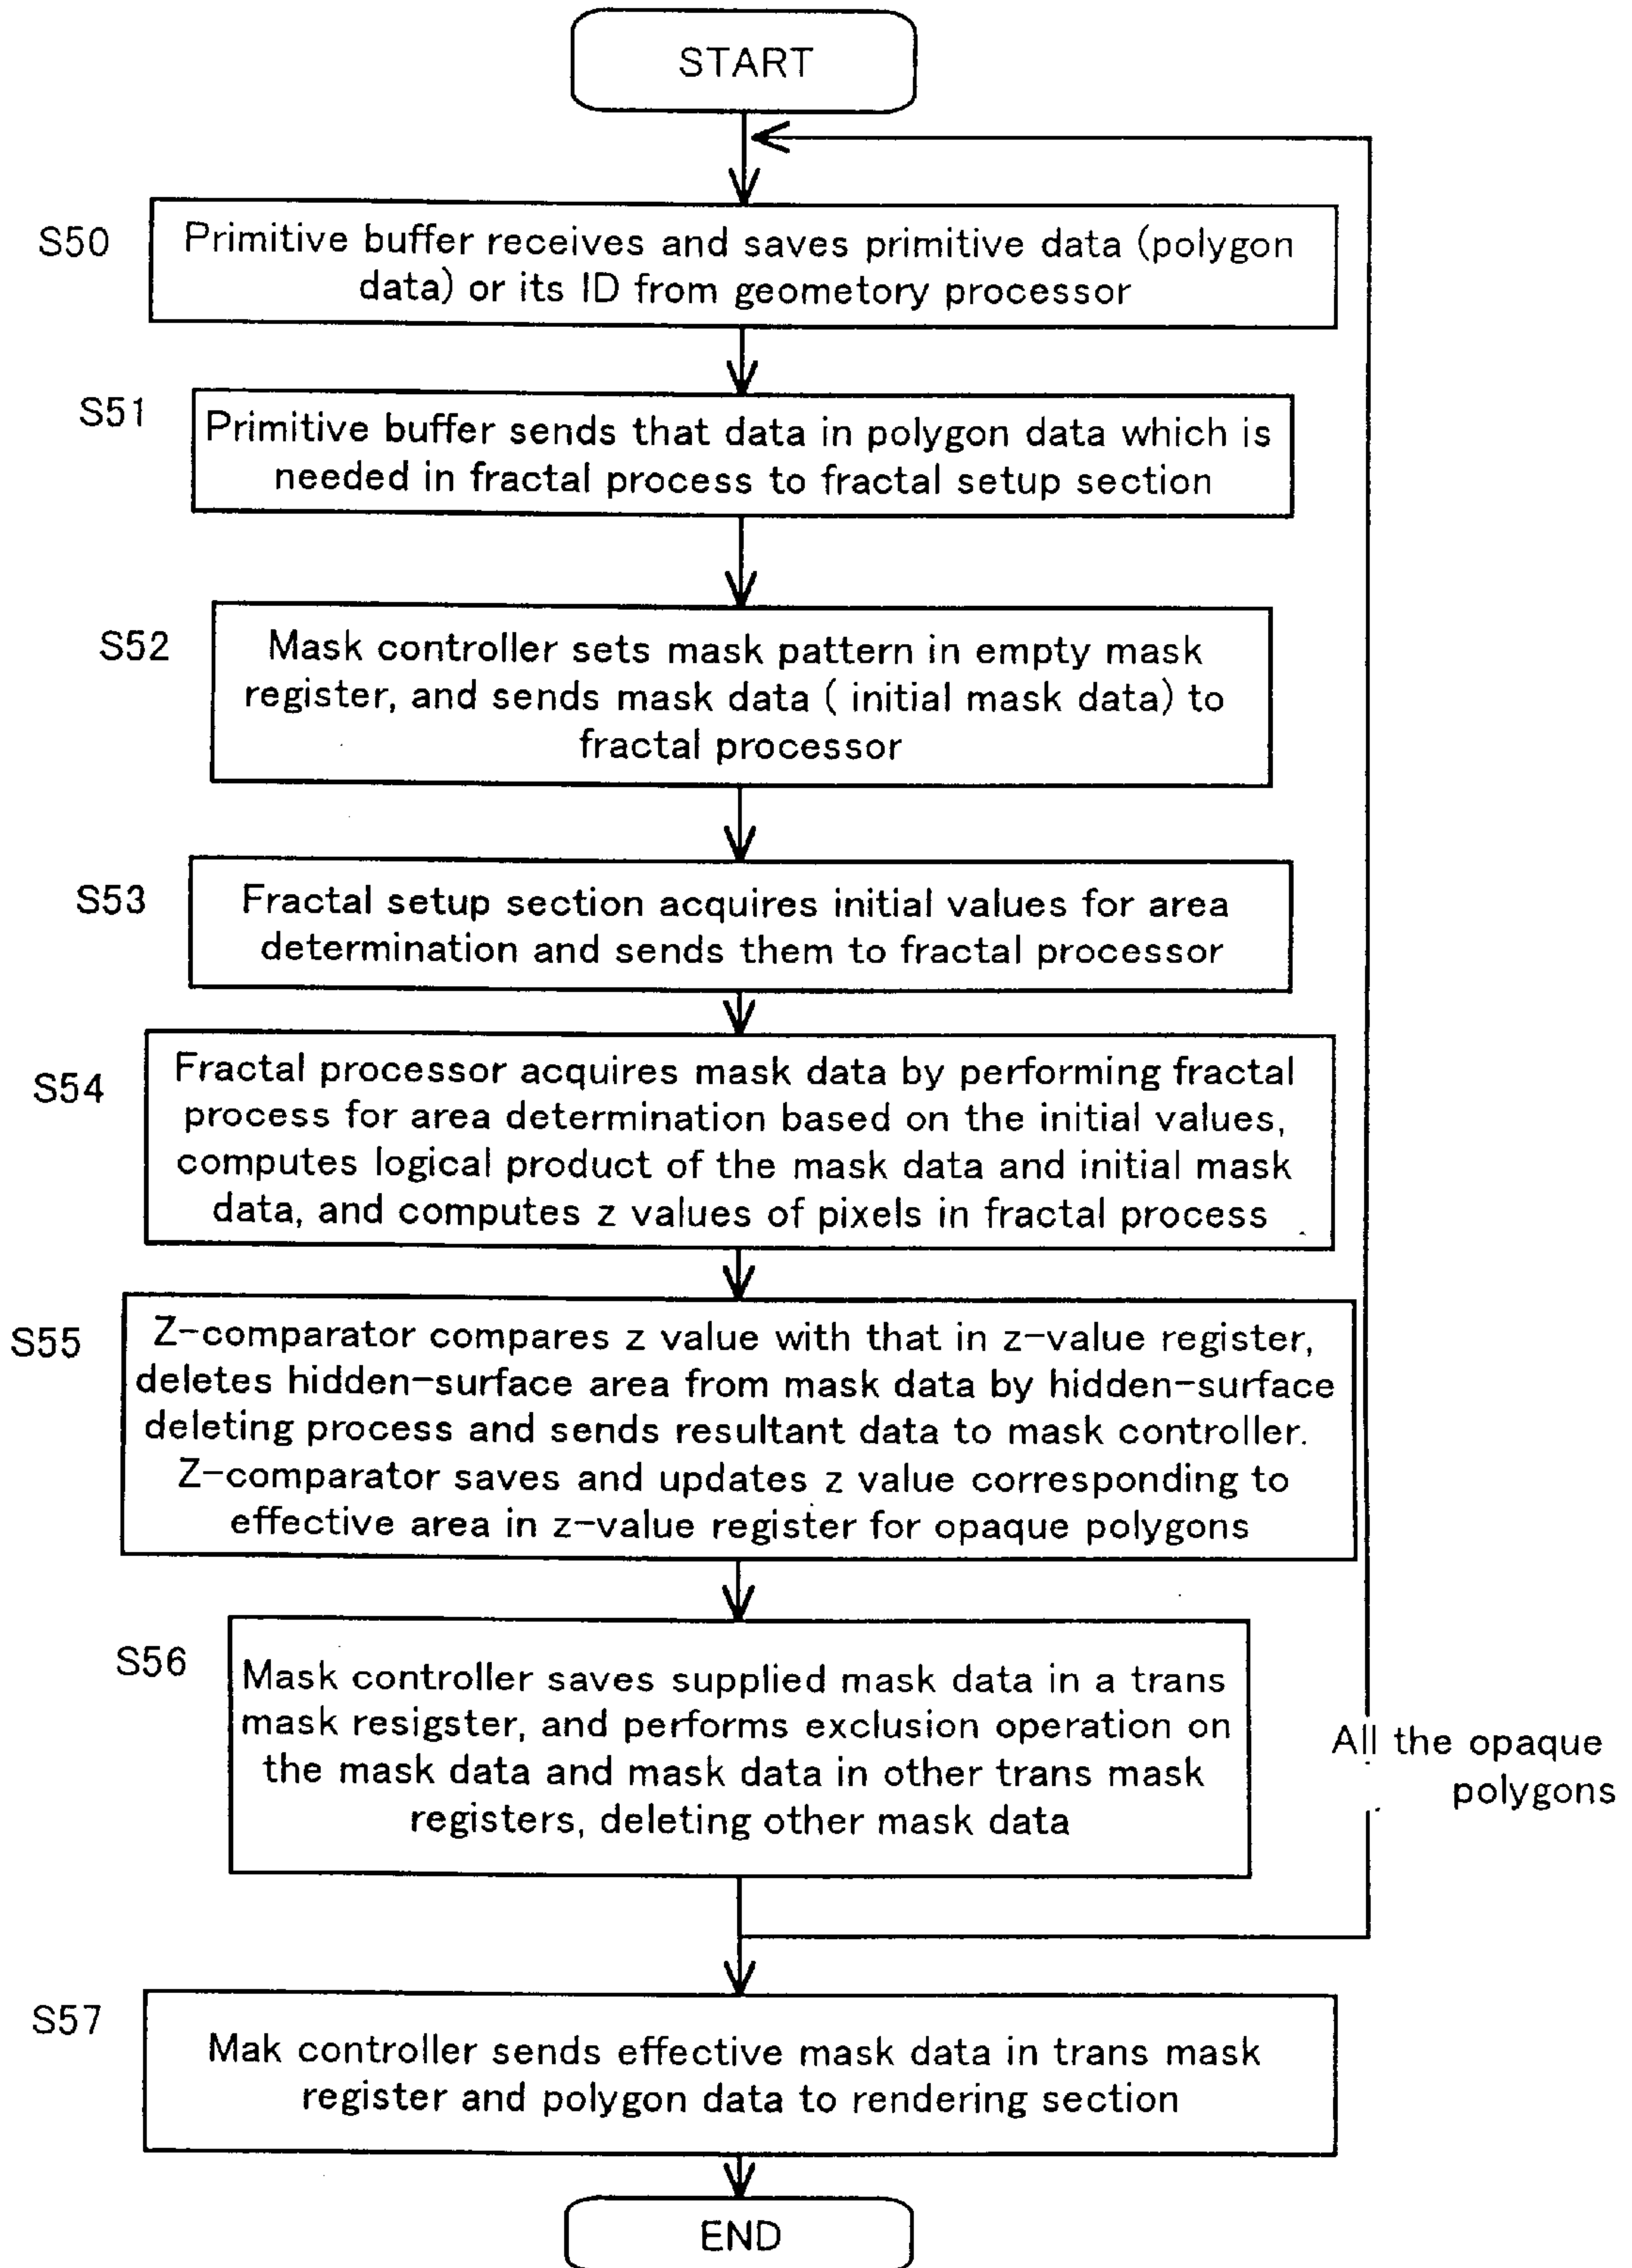 START
S50
Primitive buffer receives and saves primitive data (polygon
data) or its ID from geometory processor
S51
Primitive buffer sends that data in polygon data which is
needed in fractal process to fractal setup section
S52
Mask controller sets mask pattern in empty mask
register, and sends mask data ( initial mask data) to
fractal processor
S53
Fractal setup section acquires initial values for area
determination and sends them to fractal processor
S54
Fractal processor acquires mask data by performing fractal
process for area determination based on the initial values,
computes logical product of the mask data and initial mask
data, and computes z values of pixels in fractal process
S55
Z-comparator compares z value with that in z-value register,
deletes hidden-surface area from mask data by hidden-surface
deleting process and sends resultant data to mask controller.
Z-comparator saves and updates z value corresponding to
effective area in z-value register for opaque polygons
S56
Mask controller saves supplied mask data in a trans
mask resigster, and performs exclusion operation on
the mask data and mask data in other trans mask
registers, deleting other mask data
All the opaque
polygons
S57
Mak controller sends effective mask data in trans mask
register and polygon data to rendering section
END